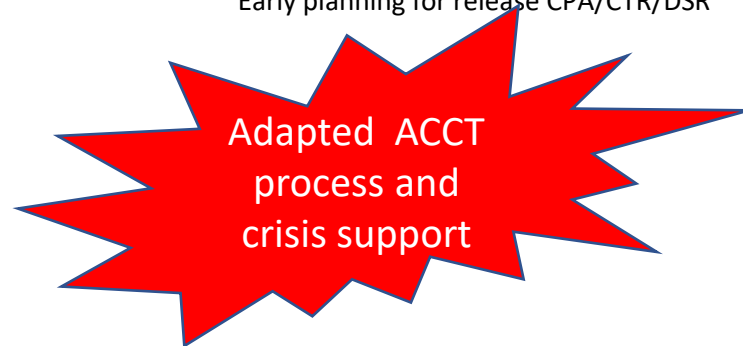 Early planning for release CPA/CTR/DSR
Adapted ACCT
process and
crisis support